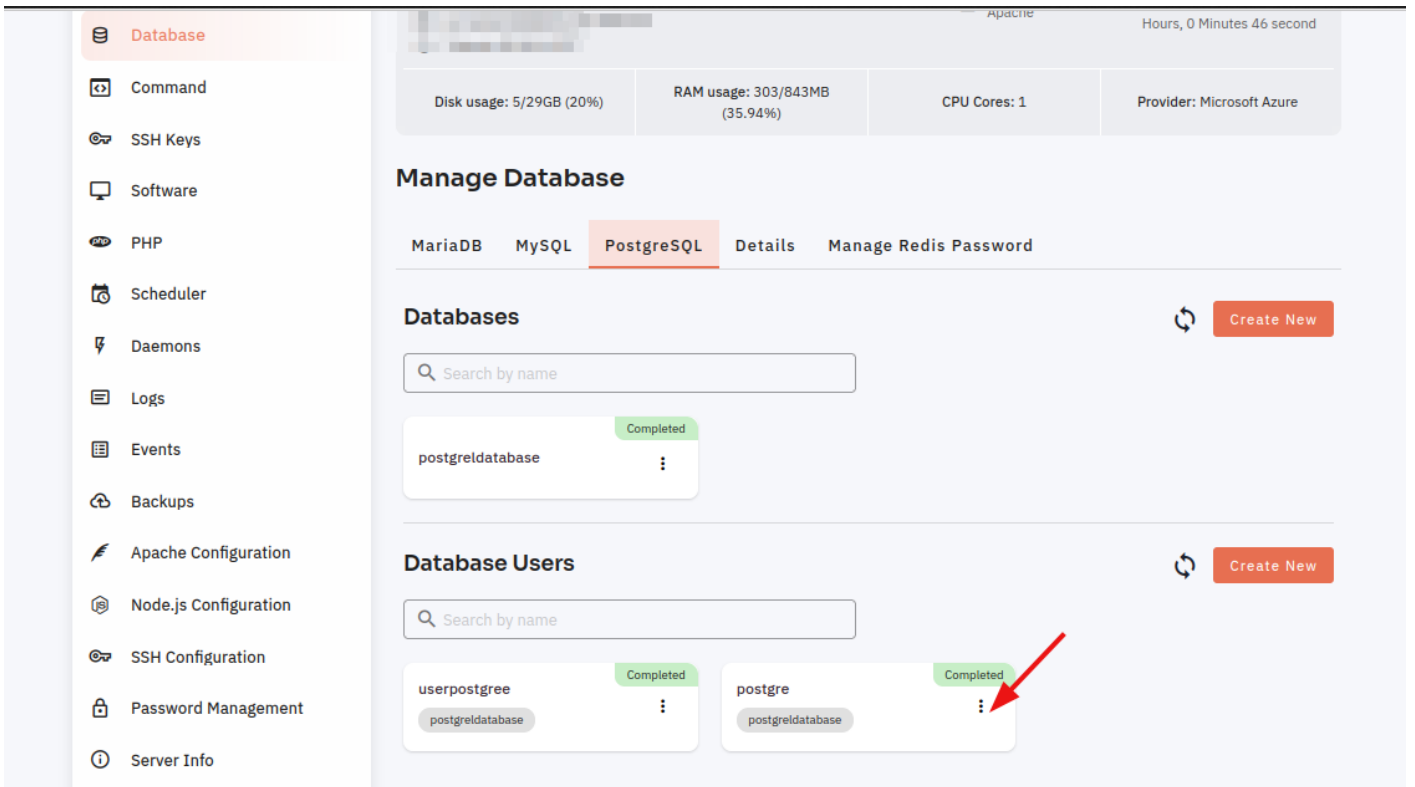 Database
Command
SSH Keys
Software
PHP
Scheduler
Daemons
Logs
Events
Backups
Apache Configuration
Node.js Configuration
SSH Configuration
Password Management
Server Info
Apache
Hours, 0 Minutes 46 second
Disk usage: 5/29GB (20%)
RAM usage: 303/843MB
(35.94%)
CPU Cores: 1
Provider: Microsoft Azure
Manage Database
MariaDB MySQL PostgreSQL Details Manage Redis Password
Databases
Create New
Search by name
Completed
postgreldatabase
Database Users
Create New
Search by name
Completed
userpostgree
postgreldatabase
Completed
postgre
postgreldatabase